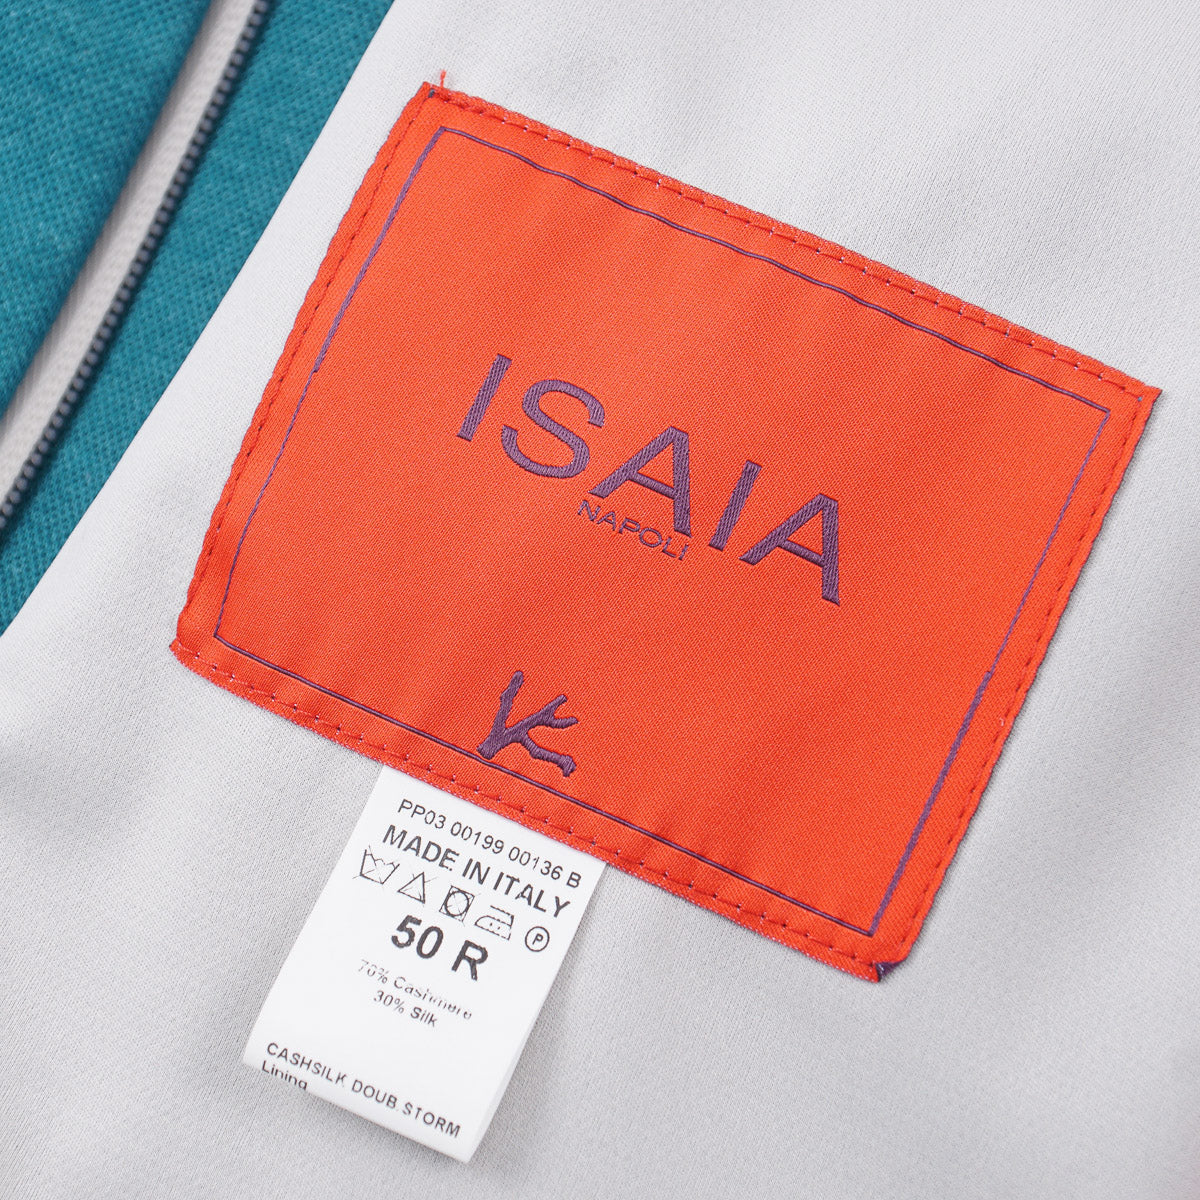 ISAIA
NAPOLI
PP03 00199 00136 B
MADE IN ITALY
P
50 R
70% Cashmere
30% Silk
CASHSILK DOUB.STORM
Lining